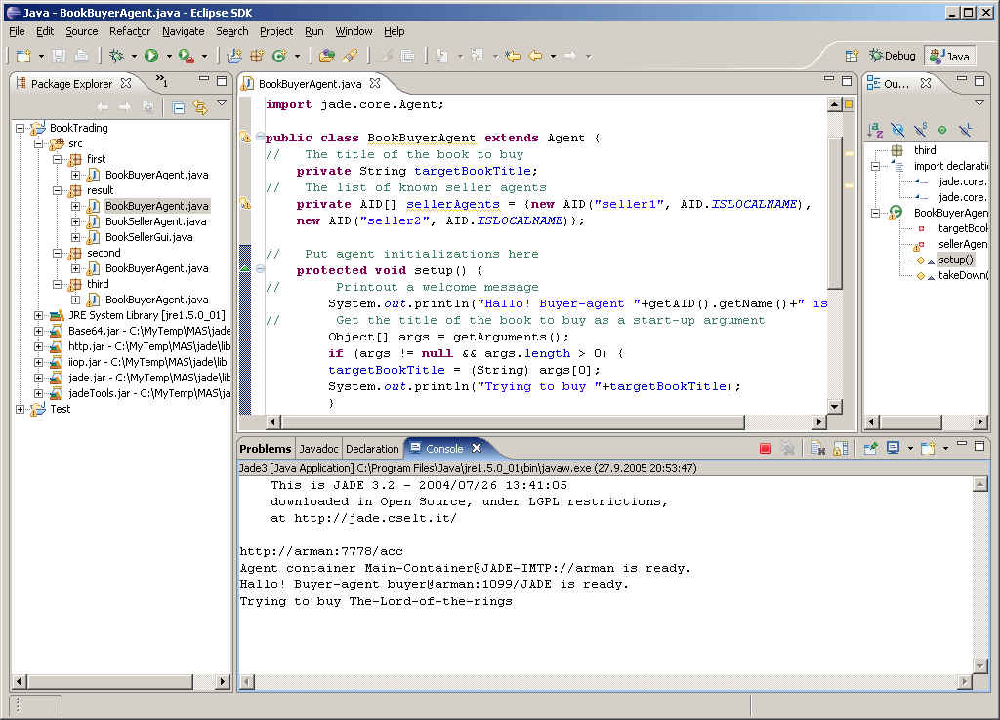 Java - BookBuyerAgent.java - Eclipse SDK
File Edit Source Refactor Navigate Search Project Run Window Help
Debug Java
Package Explorer 1
BookTrading
src
first
BookBuyerAgent.java
result
BookBuyerAgent.java
BookSellerAgent.java
BookSellerGui.java
second
BookBuyerAgent.java
third
BookBuyerAgent.java
JRE System Library [jre1.5.0_01]
Base64.jar - C:\MyTemp\MAS\jade
http.jar - C:\MyTemp\MAS\jade\lib
iiop.jar - C:\MyTemp\MAS\jade\lib
jade.jar - C:\MyTemp\MAS\jade\lib
jadeTools.jar - C:\MyTemp\MAS\ja
Test
BookBuyerAgent.java
import jade.core.Agent;
public class BookBuyerAgent extends Agent {
// The title of the book to buy
private String targetBookTitle;
// The list of known seller agents
private AID[] sellerAgents = {new AID("seller1", AID.ISLOCALNAME),
new AID("seller2", AID.ISLOCALNAME)};
// Put agent initializations here
protected void setup() {
// Printout a welcome message
System.out.println("Hallo! Buyer-agent "+getAID().getName()+" is
// Get the title of the book to buy as a start-up argument
Object[] args = getArguments();
if (args != null && args.length > 0) {
targetBookTitle = (String) args[0];
System.out.println("Trying to buy "+targetBookTitle);
}
Ou...
third
import declaratio
jade.core.
jade.core.
BookBuyerAgen
targetBook
sellerAgen
setup()
takeDown(
Problems Javadoc Declaration Console
Jade3 [Java Application] C:\Program Files\Java\jre1.5.0_01\bin\javaw.exe (27.9.2005 20:53:47)
This is JADE 3.2 - 2004/07/26 13:41:05
downloaded in Open Source, under LGPL restrictions,
at http://jade.cselt.it/
http://arman:7778/acc
Agent container Main-Container@JADE-IMTP://arman is ready.
Hallo! Buyer-agent buyer@arman:1099/JADE is ready.
Trying to buy The-Lord-of-the-rings